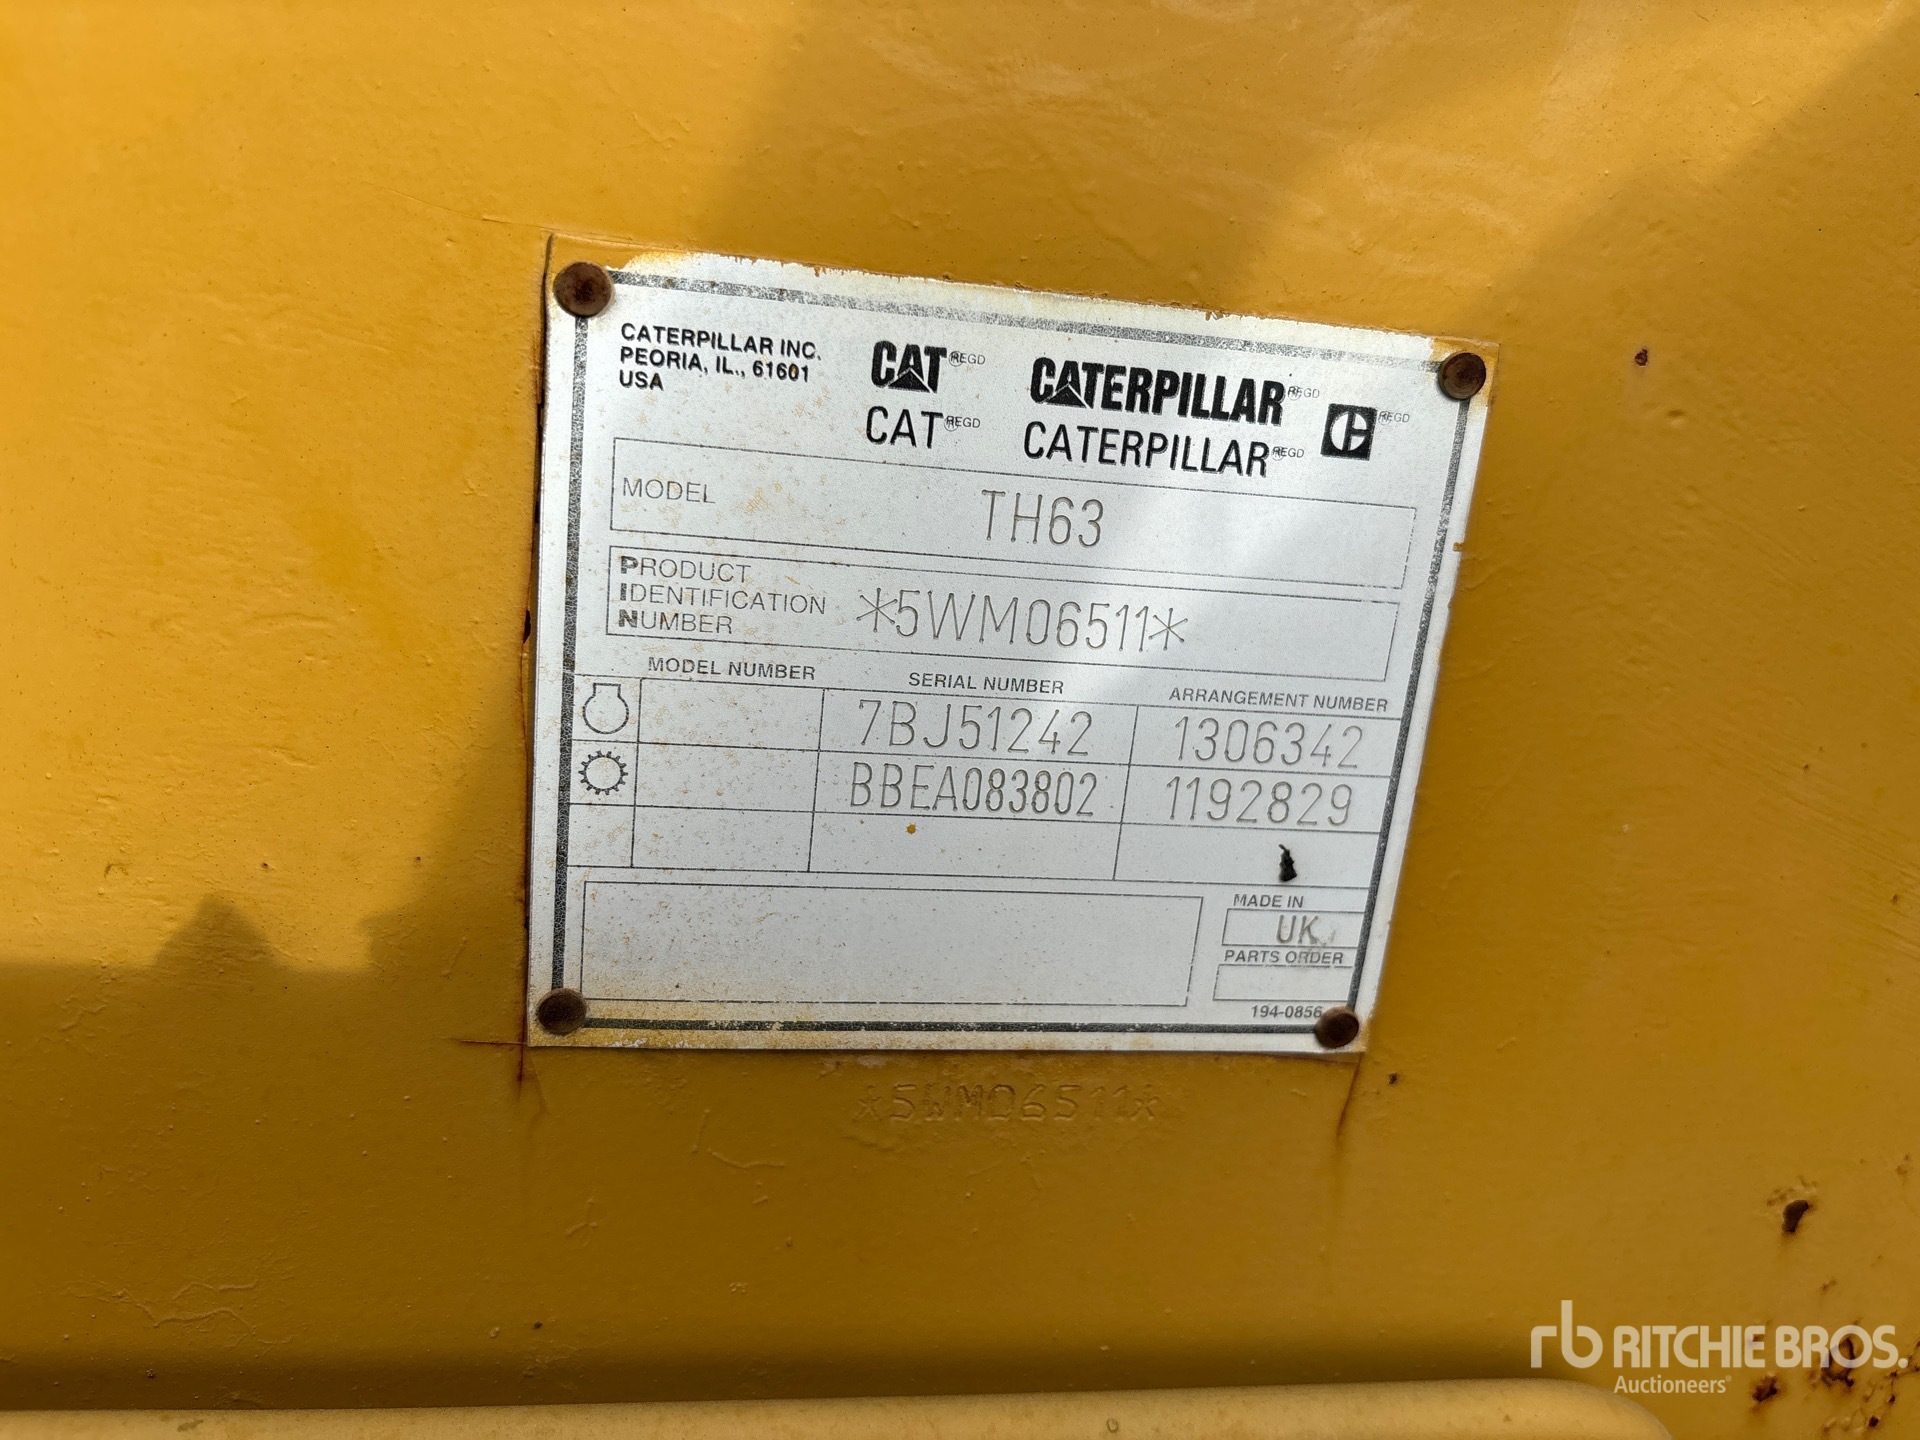 CATERPILLAR INC.
PEORIA, IL., 61601
USA
CAT ®REGD
CATERPILLAR ®REGD
®REGD
CAT ®REGD
CATERPILLAR ®REGD
MODEL TH63
PRODUCT
IDENTIFICATION
NUMBER
*5WM06511*
MODEL NUMBER SERIAL NUMBER ARRANGEMENT NUMBER
7BJ51242 1306342
BBEA083802 1192829
MADE IN
UK
PARTS ORDER
194-0856
*5WM06511*
rb RITCHIE BROS.
Auctioneers®